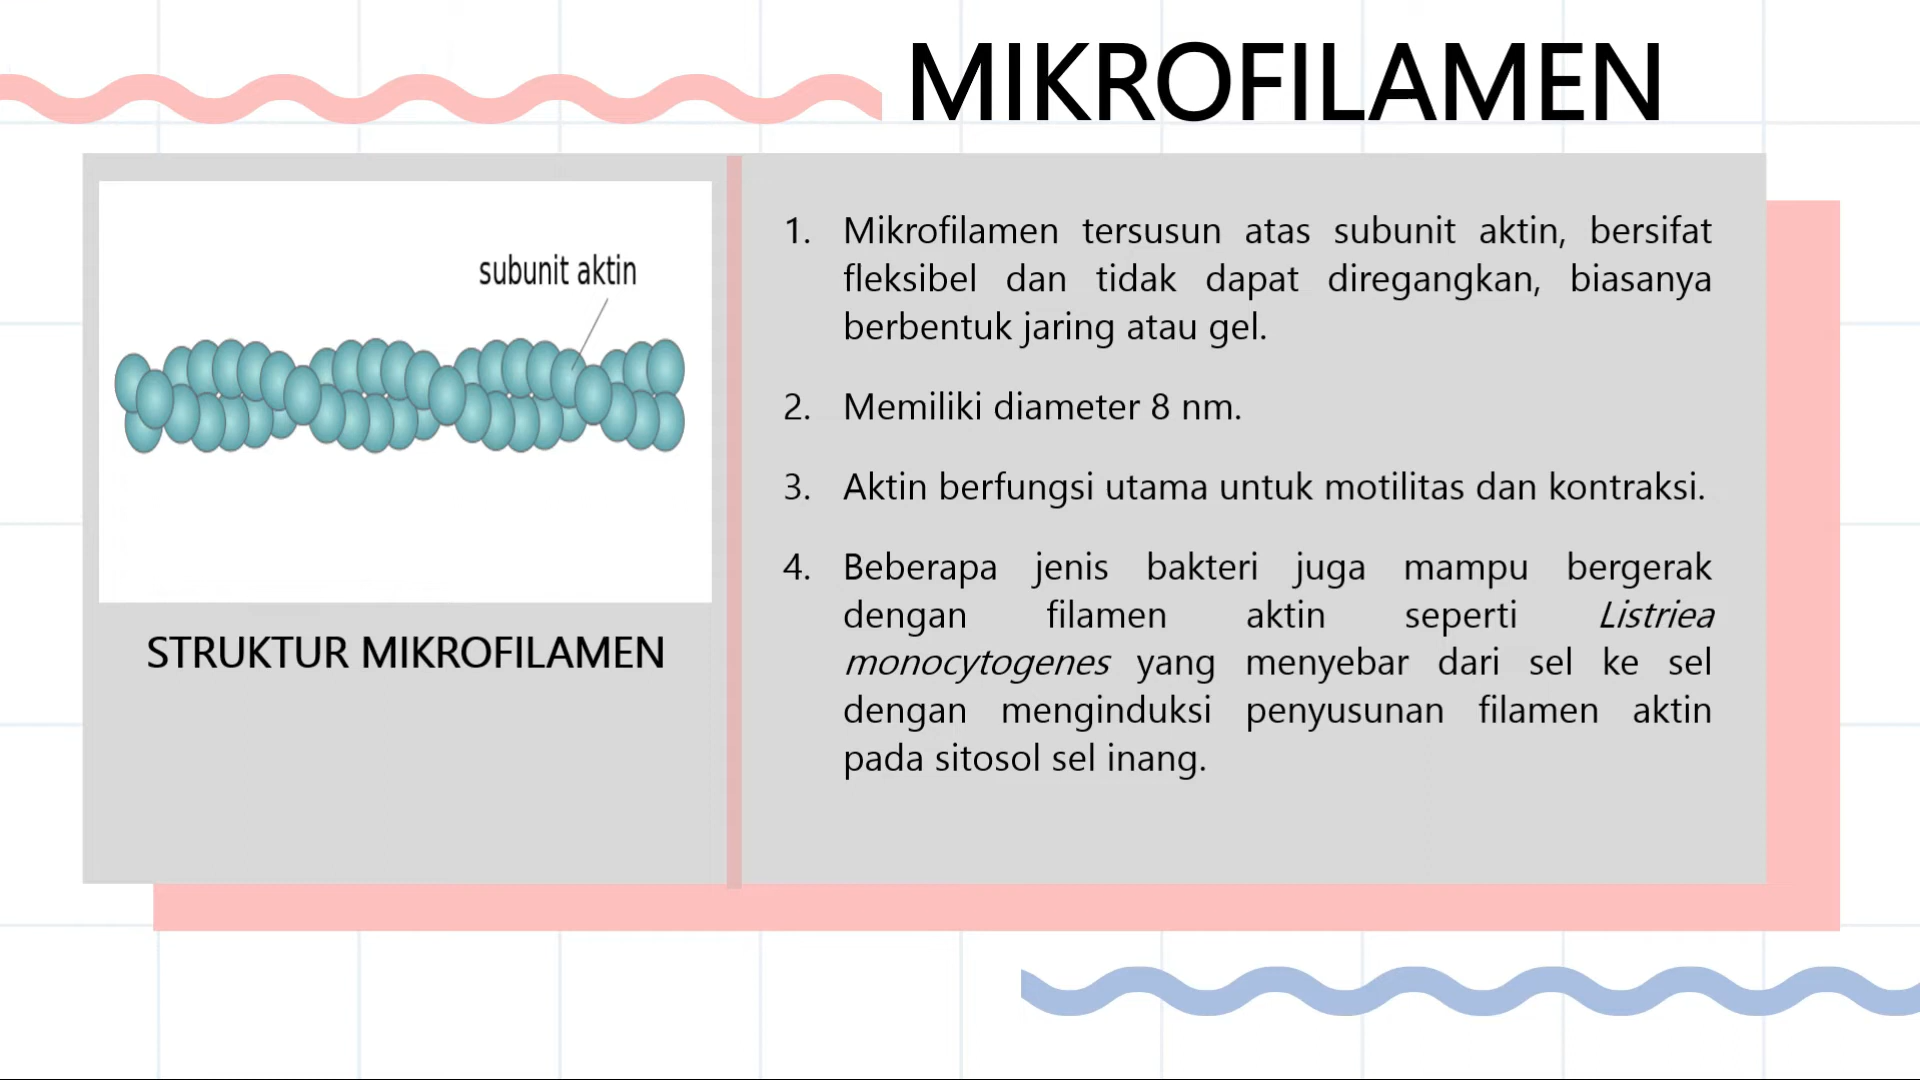 MIKROFILAMEN
subunit aktin
STRUKTUR MIKROFILAMEN
1. Mikrofilamen tersusun atas subunit aktin, bersifat
fleksibel dan tidak dapat diregangkan, biasanya
berbentuk jaring atau gel.
2. Memiliki diameter 8 nm.
3. Aktin berfungsi utama untuk motilitas dan kontraksi.
4. Beberapa jenis bakteri juga mampu bergerak
dengan filamen aktin seperti Listriea
monocytogenes yang menyebar dari sel ke sel
dengan menginduksi penyusunan filamen aktin
pada sitosol sel inang.